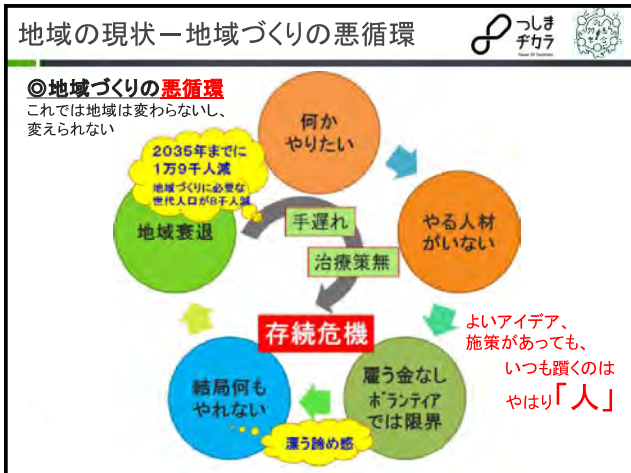 地域の現状－地域づくりの悪循環
つしま
ヂカラ
◎地域づくりの悪循環
これでは地域は変わらないし、
変えられない
何か
やりたい
2035年までに
1万9千人減
地域づくりに必要な
世代人口が8千人減
地域衰退
手遅れ
治療策無
やる人材
がいない
存続危機
よいアイデア、
施策があっても、
いつも躓くのは
やはり「人」
結局何も
やれない
雇う金なし
ボランティア
では限界
漂う諦め感